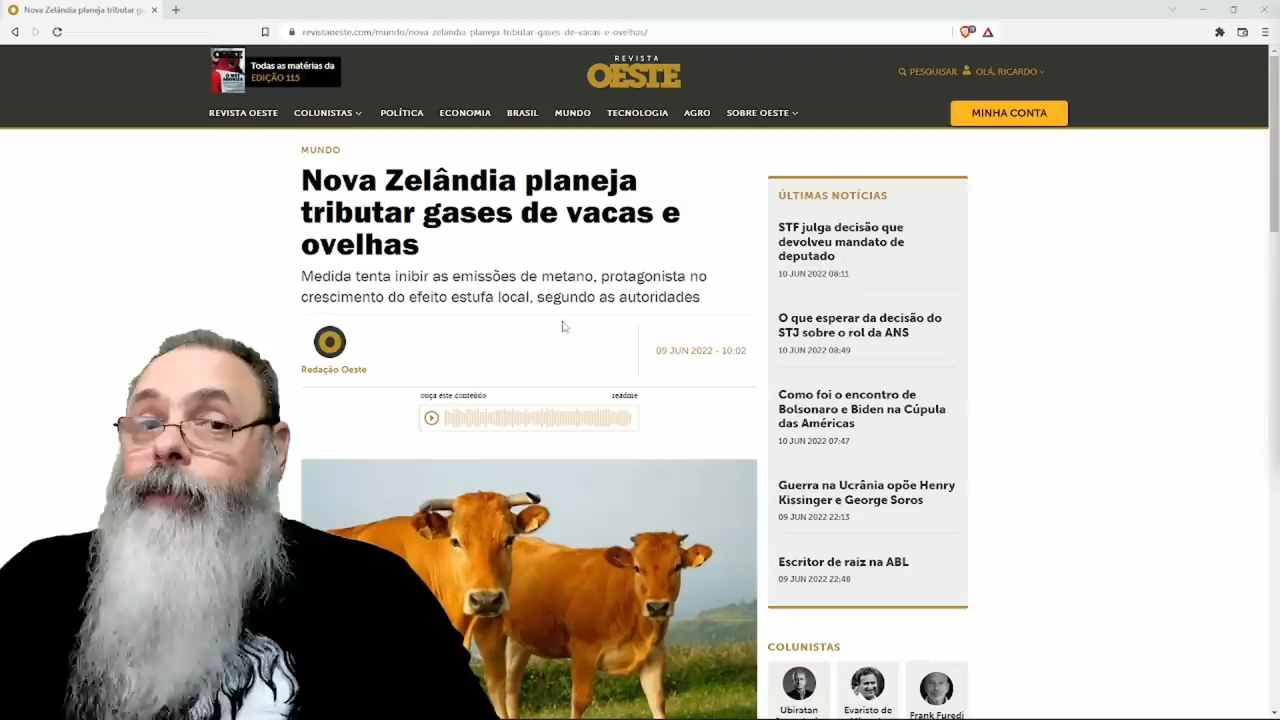 Nova Zelândia planeja tributar ga
revistaoeste.com/mundo/nova-zelandia-planeja-tributar-gases-de-vacas-e-ovelhas/
Todas as matérias da
EDIÇÃO 115
REVISTA
OESTE
PESQUISAR
OLÁ, RICARDO
REVISTA OESTE
COLUNISTAS
POLÍTICA
ECONOMIA
BRASIL
MUNDO
TECNOLOGIA
AGRO
SOBRE OESTE
MINHA CONTA
MUNDO
Nova Zelândia planeja
tributar gases de vacas e
ovelhas
Medida tenta inibir as emissões de metano, protagonista no
crescimento do efeito estufa local, segundo as autoridades
Redação Oeste
09 JUN 2022 - 10:02
ouça este conteúdo
readme
ÚLTIMAS NOTÍCIAS
STF julga decisão que
devolveu mandato de
deputado
10 JUN 2022 08:11
O que esperar da decisão do
STJ sobre o rol da ANS
10 JUN 2022 08:49
Como foi o encontro de
Bolsonaro e Biden na Cúpula
das Américas
10 JUN 2022 07:47
Guerra na Ucrânia opõe Henry
Kissinger e George Soros
09 JUN 2022 22:13
Escritor de raiz na ABL
09 JUN 2022 22:48
COLUNISTAS
Ubiratan
Evaristo de
Frank Furedi